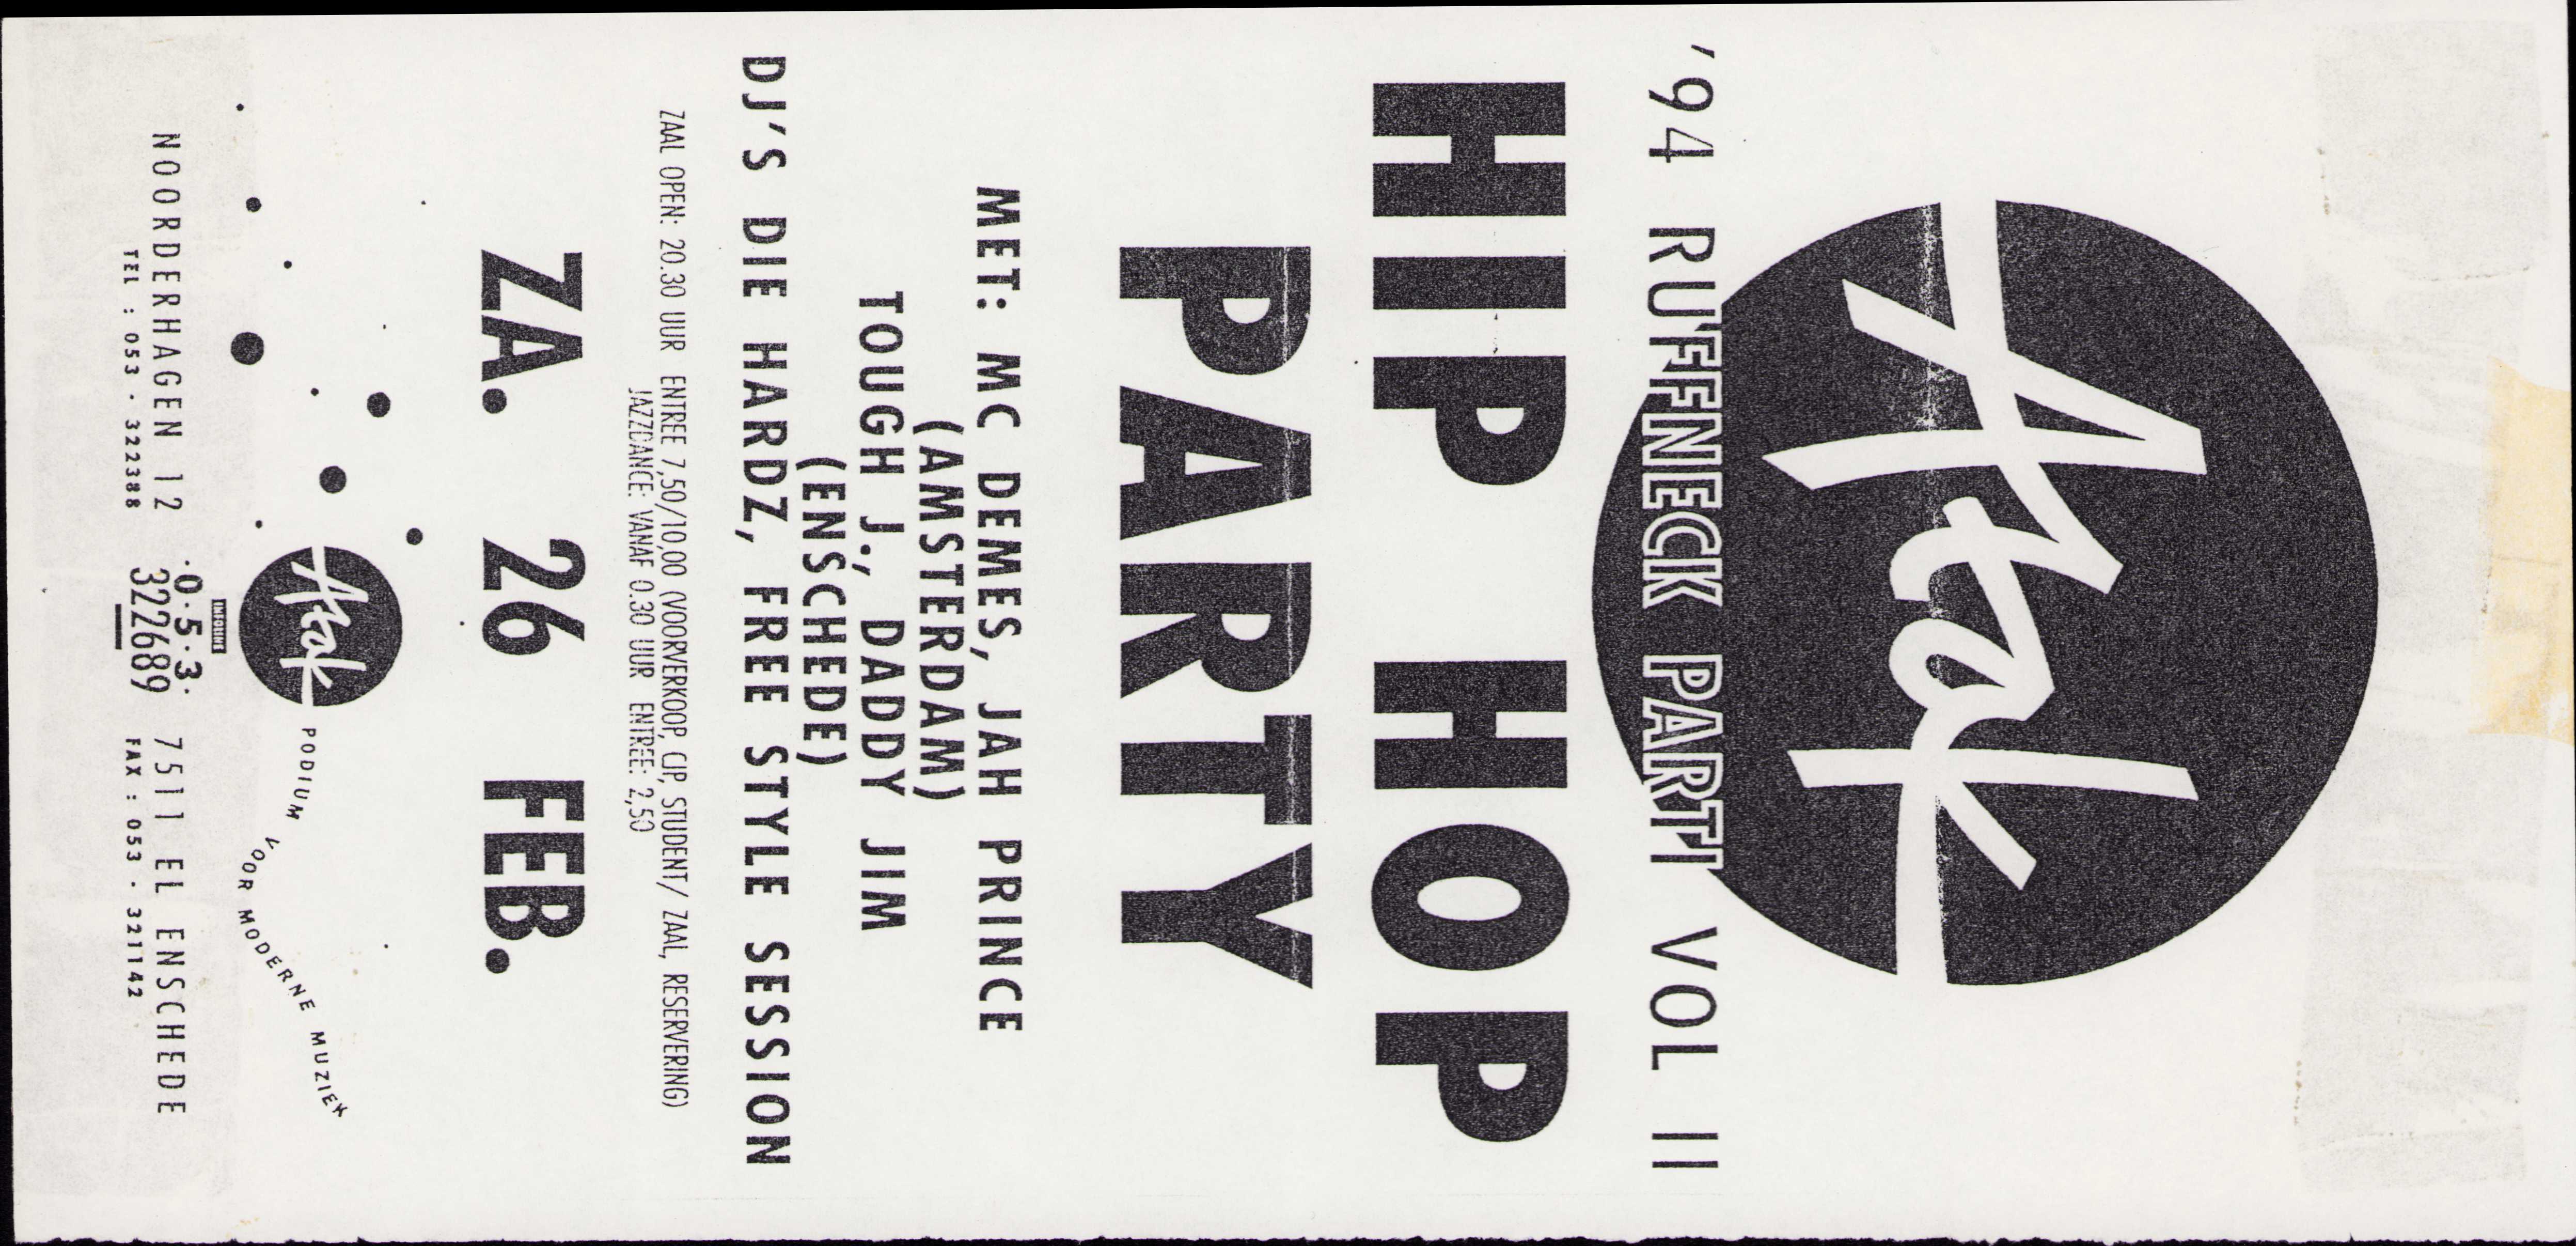 Atak
'94 RUFFNECK PARTI VOL II
HIP HOP
PARTY
MET: MC DEMES, JAH PRINCE
(AMSTERDAM)
TOUGH J., DADDY JIM
(ENSCHEDE)
DJ'S DIE HARDZ, FREE STYLE SESSION
ZAAL OPEN: 20.30 UUR ENTREE 7,50/10,00 (VOORVERKOOP, CJP, STUDENT/ ZAAL, RESERVERING)
JAZZDANCE: VANAF 0.30 UUR ENTREE: 2,50
ZA. 26 FEB.
Atak
PODIUM VOOR MODERNE MUZIEK
INFOLINE
NOORDERHAGEN 12 ·0·5·3· 7511 EL ENSCHEDE
TEL : 053 · 322388 322689 FAX : 053 · 321142